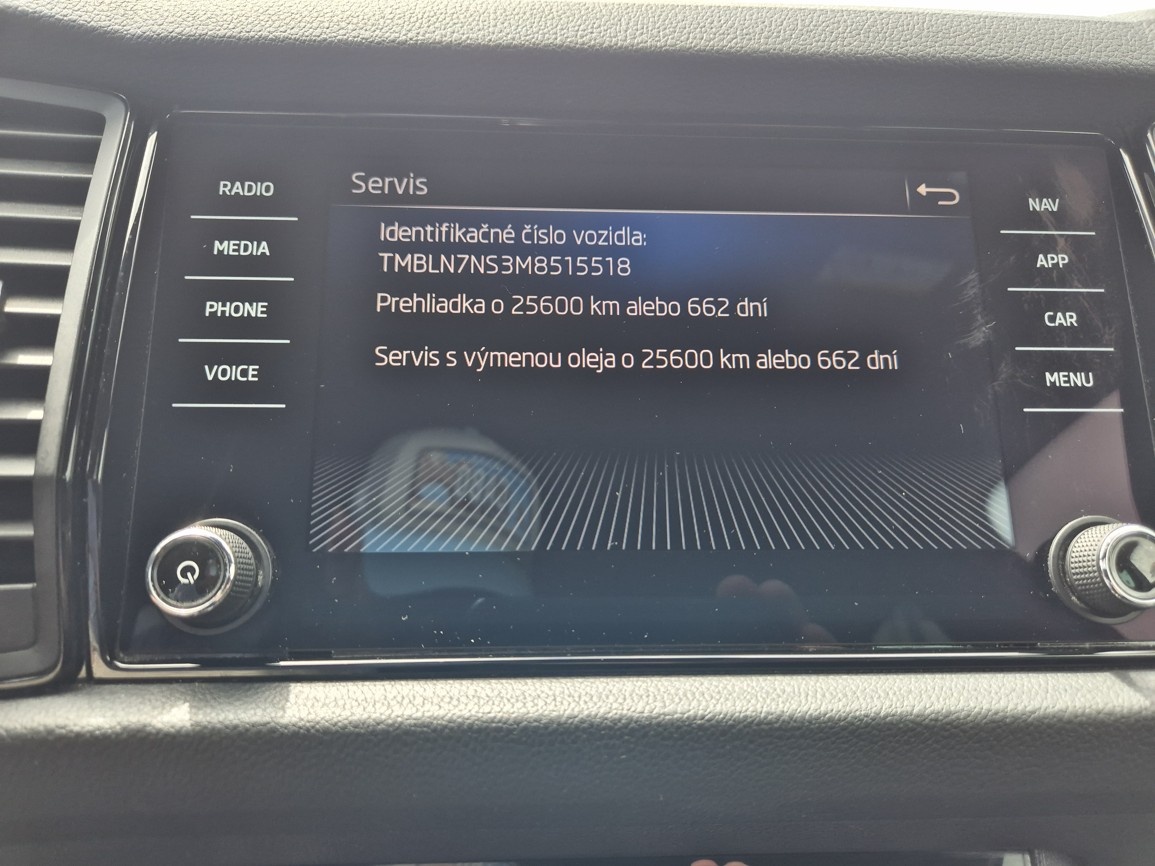 Servis
RADIO
MEDIA
PHONE
VOICE
Identifikačné číslo vozidla:
TMBLN7NS3M8515518
Prehliadka o 25600 km alebo 662 dní
Servis s výmenou oleja o 25600 km alebo 662 dní
NAV
APP
CAR
MENU